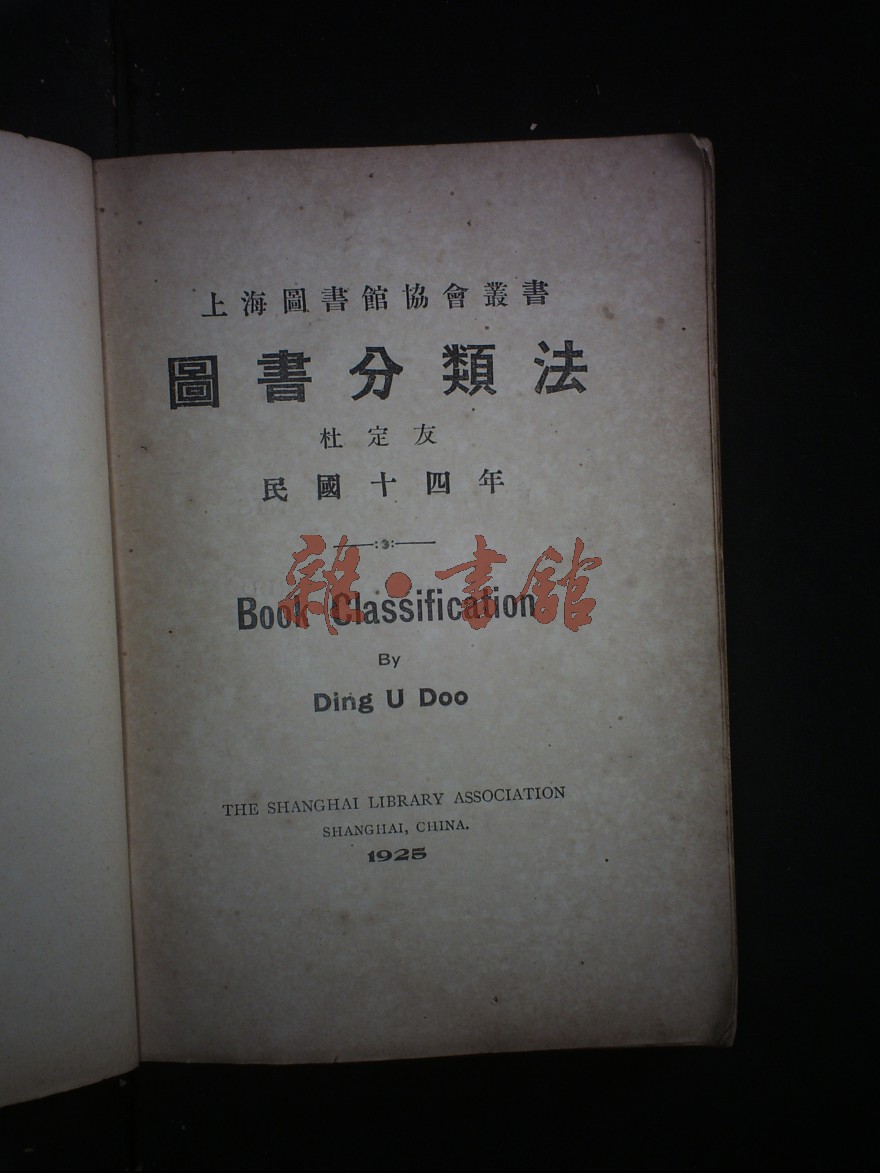 上海圖書館協會叢書
圖書分類法
杜定友
民國十四年
雜·書館
Book Classification
By
Ding U Doo
THE SHANGHAI LIBRARY ASSOCIATION
SHANGHAI, CHINA.
1925